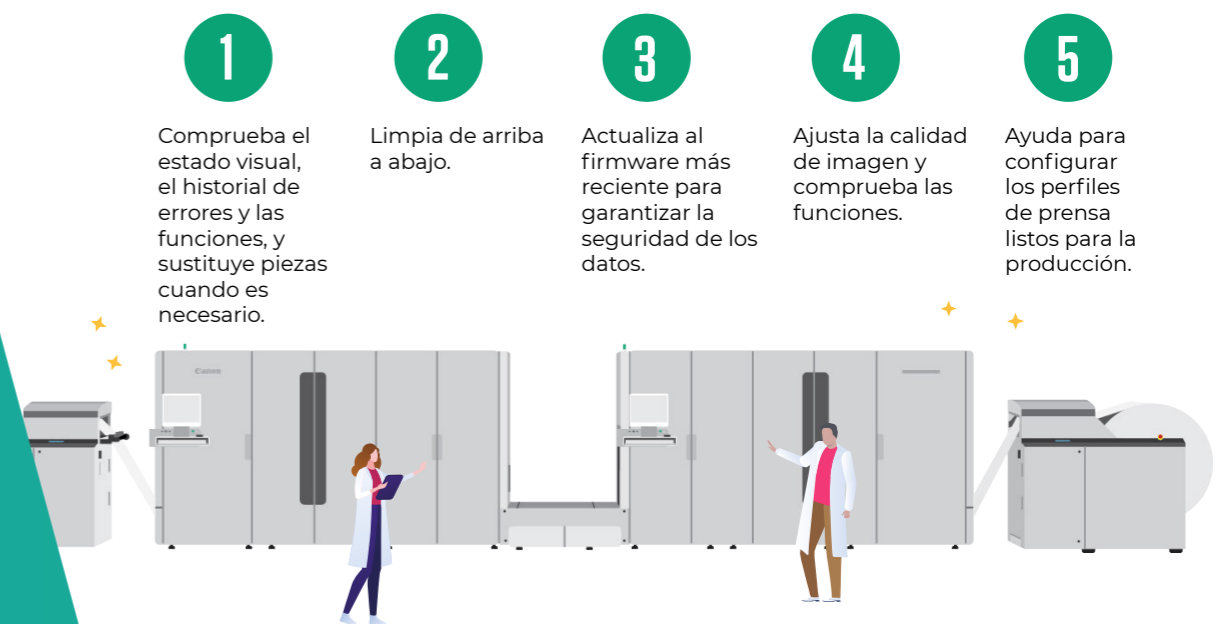 1
Comprueba el
estado visual,
el historial de
errores y las
funciones, y
sustituye piezas
cuando es
necesario.
2
Limpia de arriba
a abajo.
3
Actualiza al
firmware más
reciente para
garantizar la
seguridad de los
datos.
4
Ajusta la calidad
de imagen y
comprueba las
funciones.
5
Ayuda para
configurar
los perfiles
de prensa
listos para la
producción.
Canon